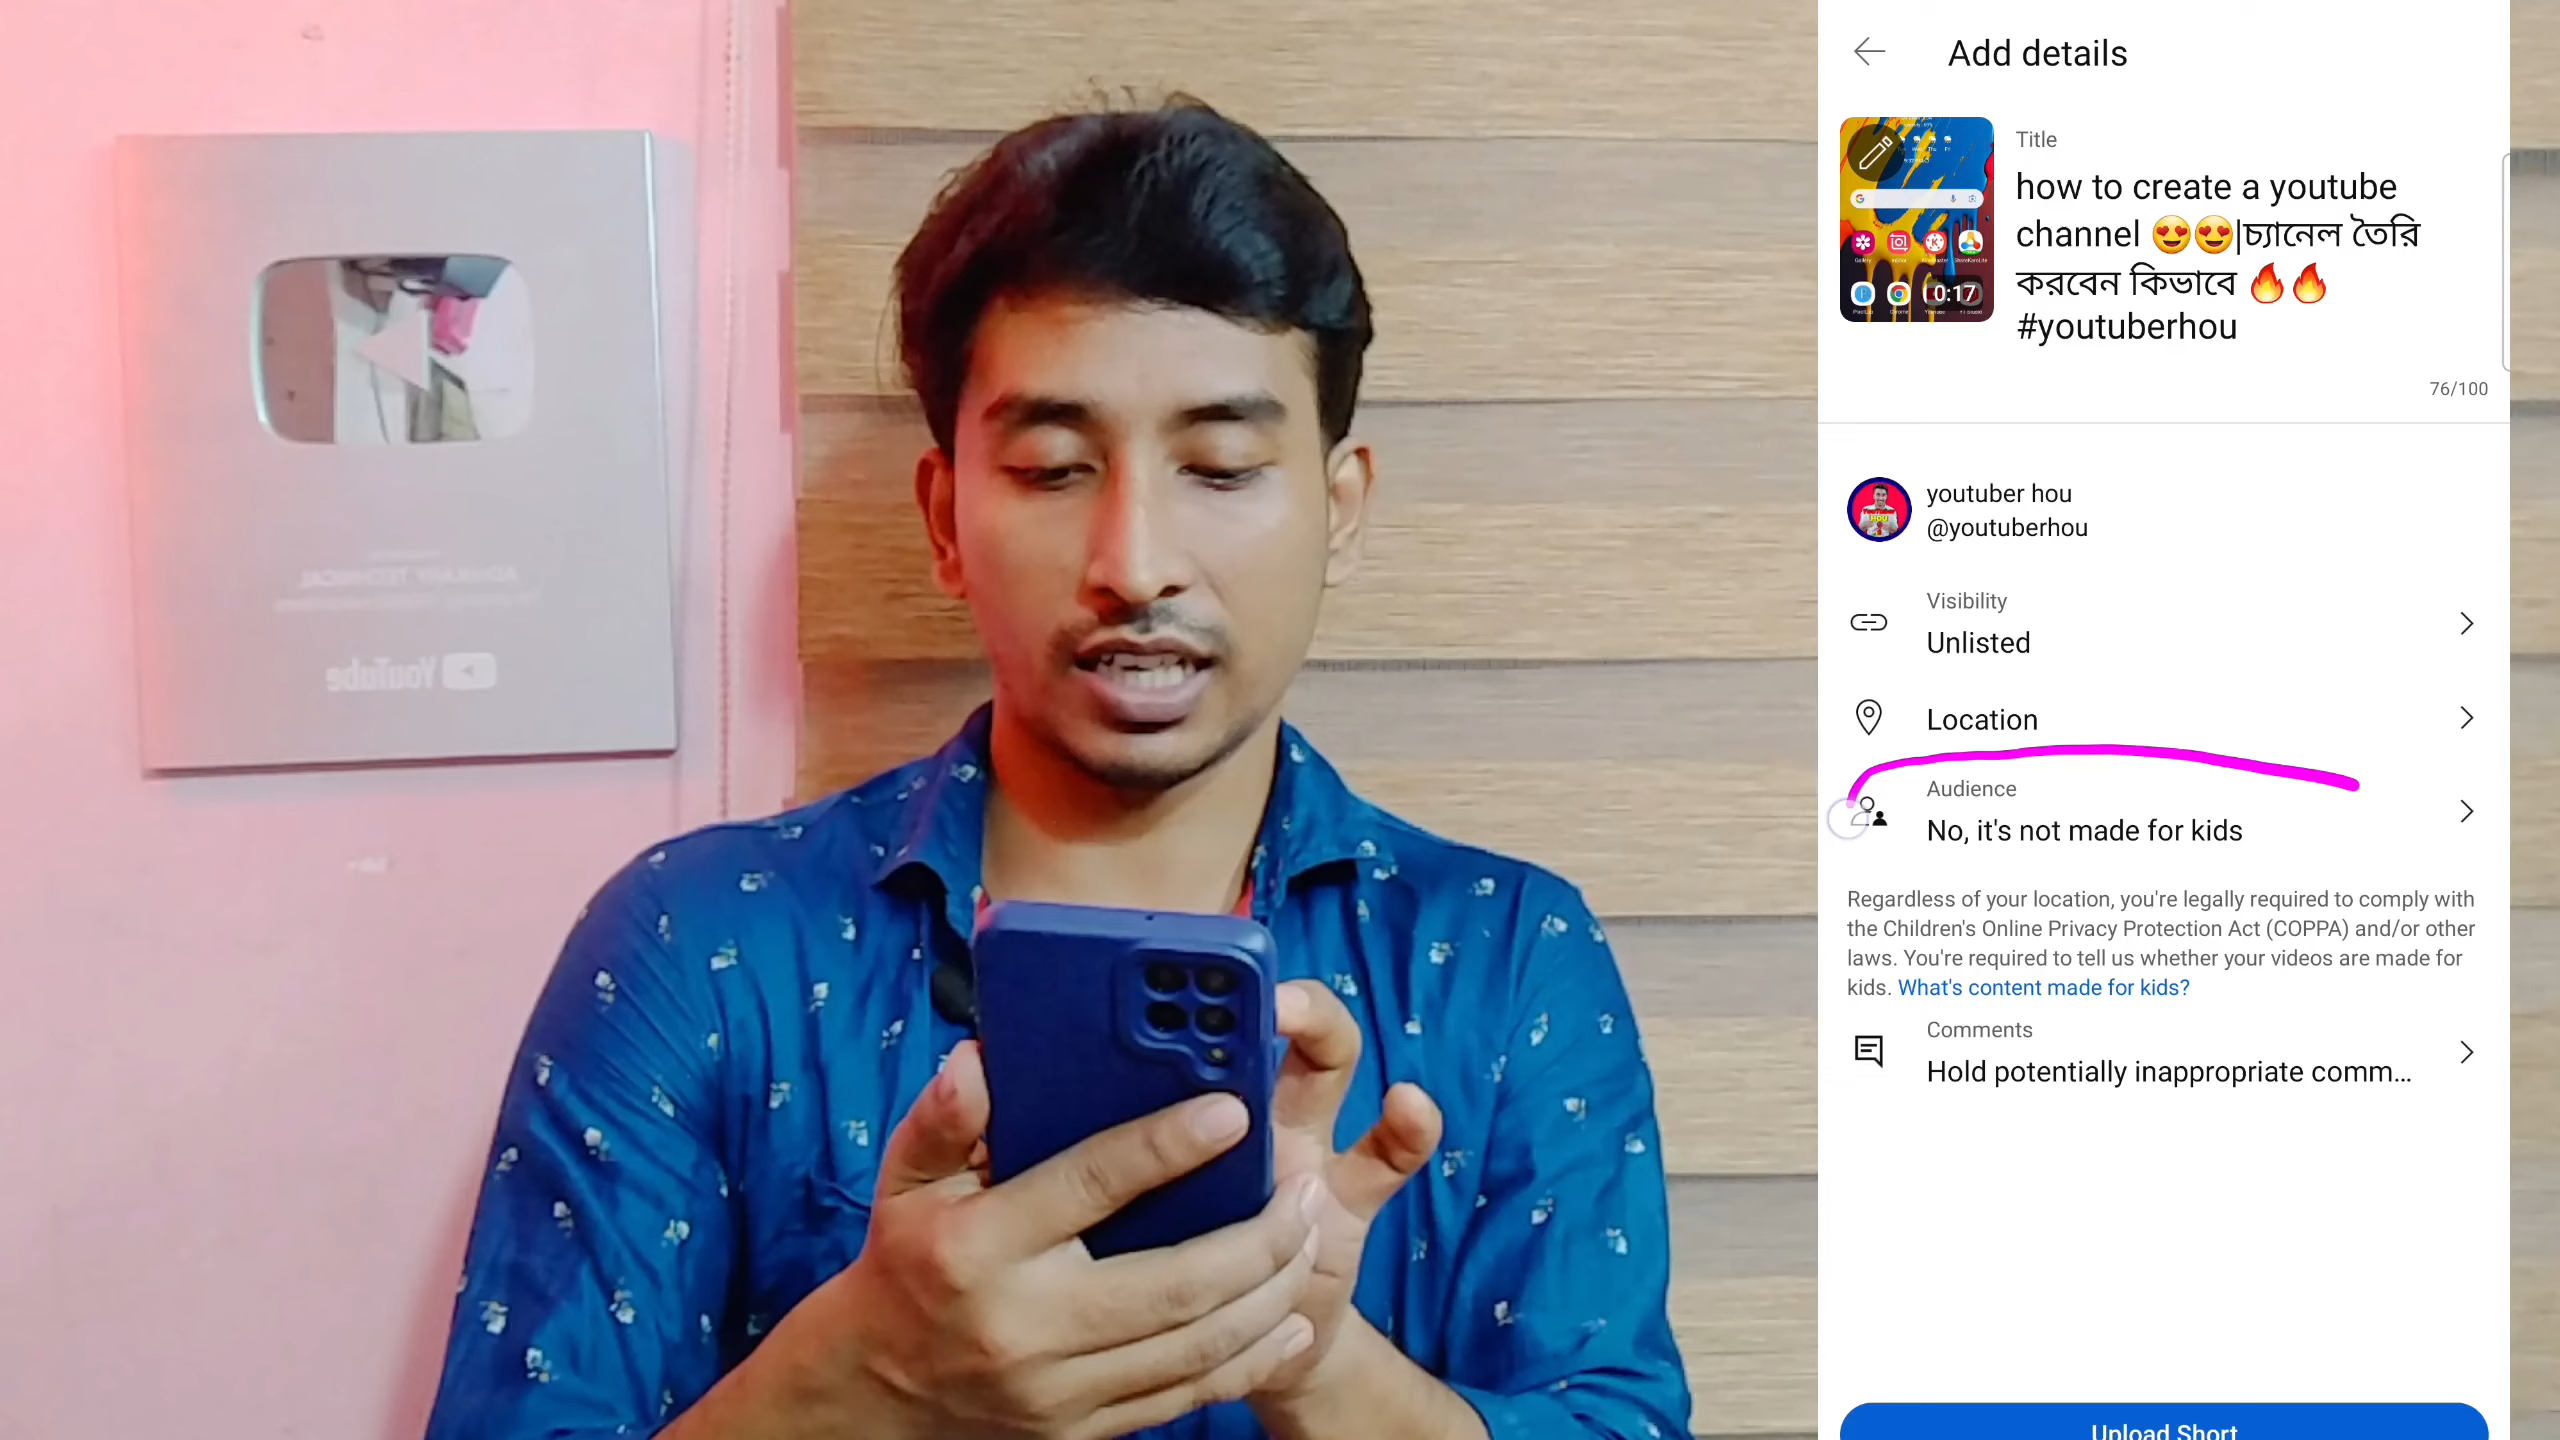 Add details
Title
how to create a youtube
channel 😍😍|চ্যানেল তৈরি
করবেন কিভাবে 🔥🔥
#youtuberhou
0:17
76/100
youtuber hou
@youtuberhou
Visibility
Unlisted
Location
Audience
No, it's not made for kids
Regardless of your location, you're legally required to comply with
the Children's Online Privacy Protection Act (COPPA) and/or other
laws. You're required to tell us whether your videos are made for
kids. What's content made for kids?
Comments
Hold potentially inappropriate comm...
Upload Short
YouTube